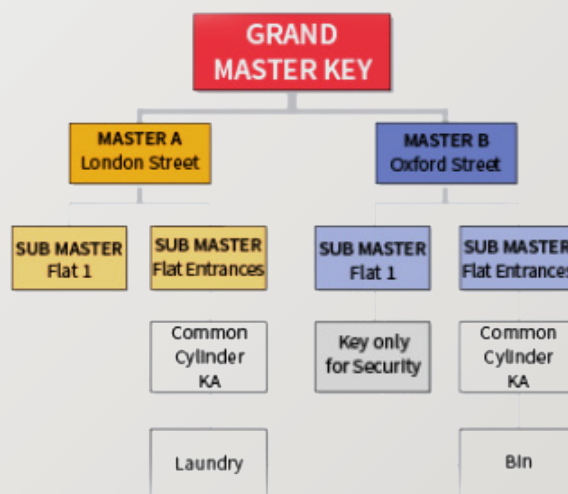 GRAND
MASTER KEY
MASTER A
London Street
MASTER B
Oxford Street
SUB MASTER
Flat 1
SUB MASTER
Flat Entrances
SUB MASTER
Flat 1
SUB MASTER
Flat Entrances
Common
Cylinder
KA
Key only
for Security
Common
Cylinder
KA
Laundry
Bin